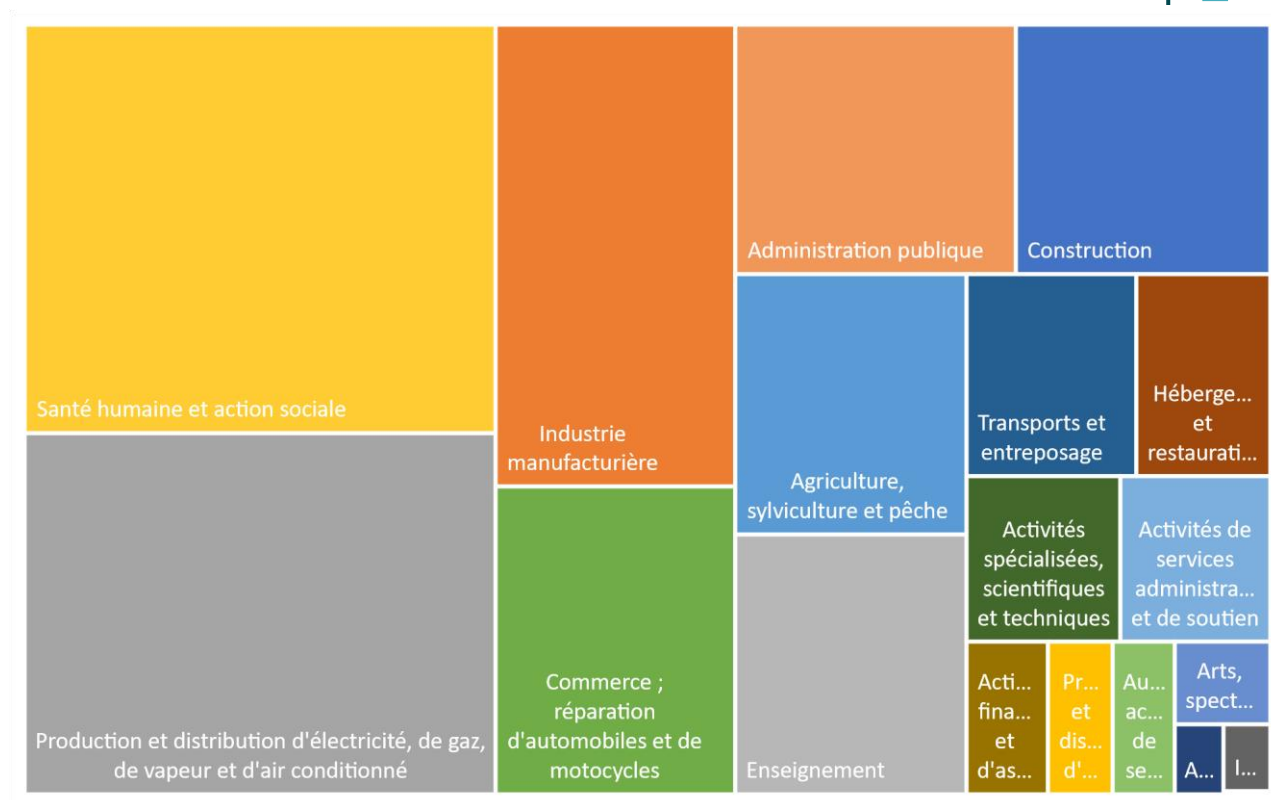 Santé humaine et action sociale
Production et distribution d'électricité, de gaz,
de vapeur et d'air conditionné
Industrie
manufacturière
Commerce ;
réparation
d'automobiles et de
motocycles
Administration publique
Construction
Agriculture,
sylviculture et pêche
Enseignement
Transports et
entreposage
Héberge...
et
restaurati...
Activités
spécialisées,
scientifiques
et techniques
Activités de
services
administra...
et de soutien
Acti...
fina...
et
d'as...
Pr...
et
dis...
d'...
Au...
ac...
de
se...
Arts,
spect...
A...
I...